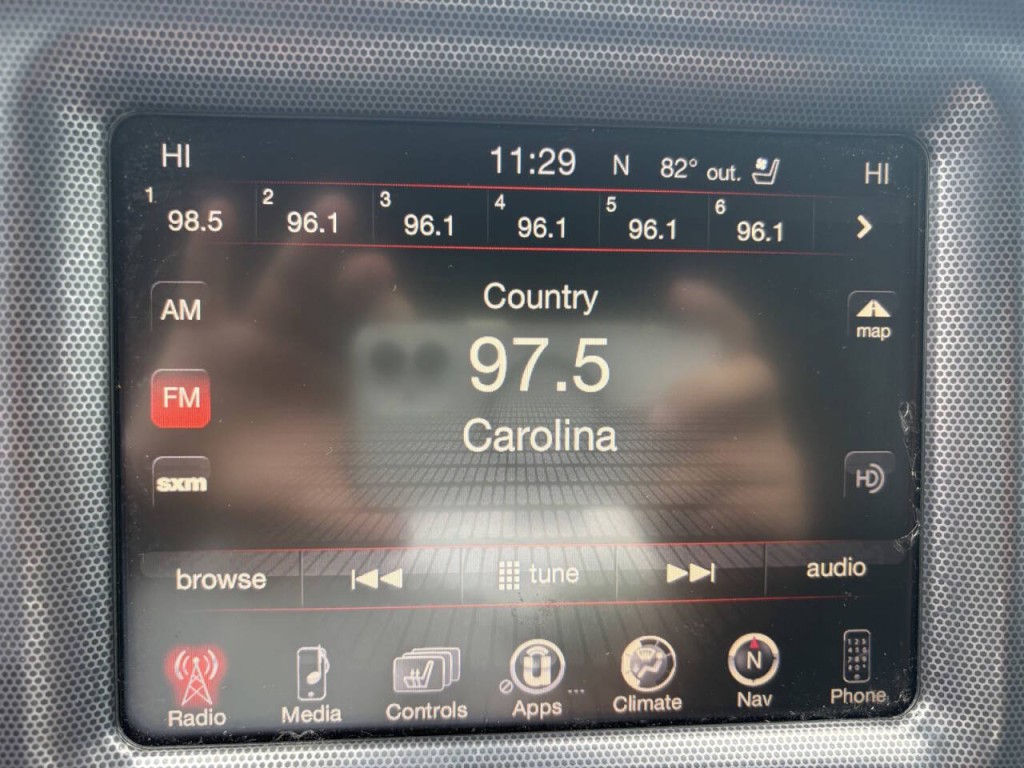 HI 11:29 N 82° out. HI
1 98.5 2 96.1 3 96.1 4 96.1 5 96.1 6 96.1
AM
Country
map
97.5
FM
Carolina
sxm
HD
browse tune audio
Radio Media Controls Apps ... Climate N Nav Phone